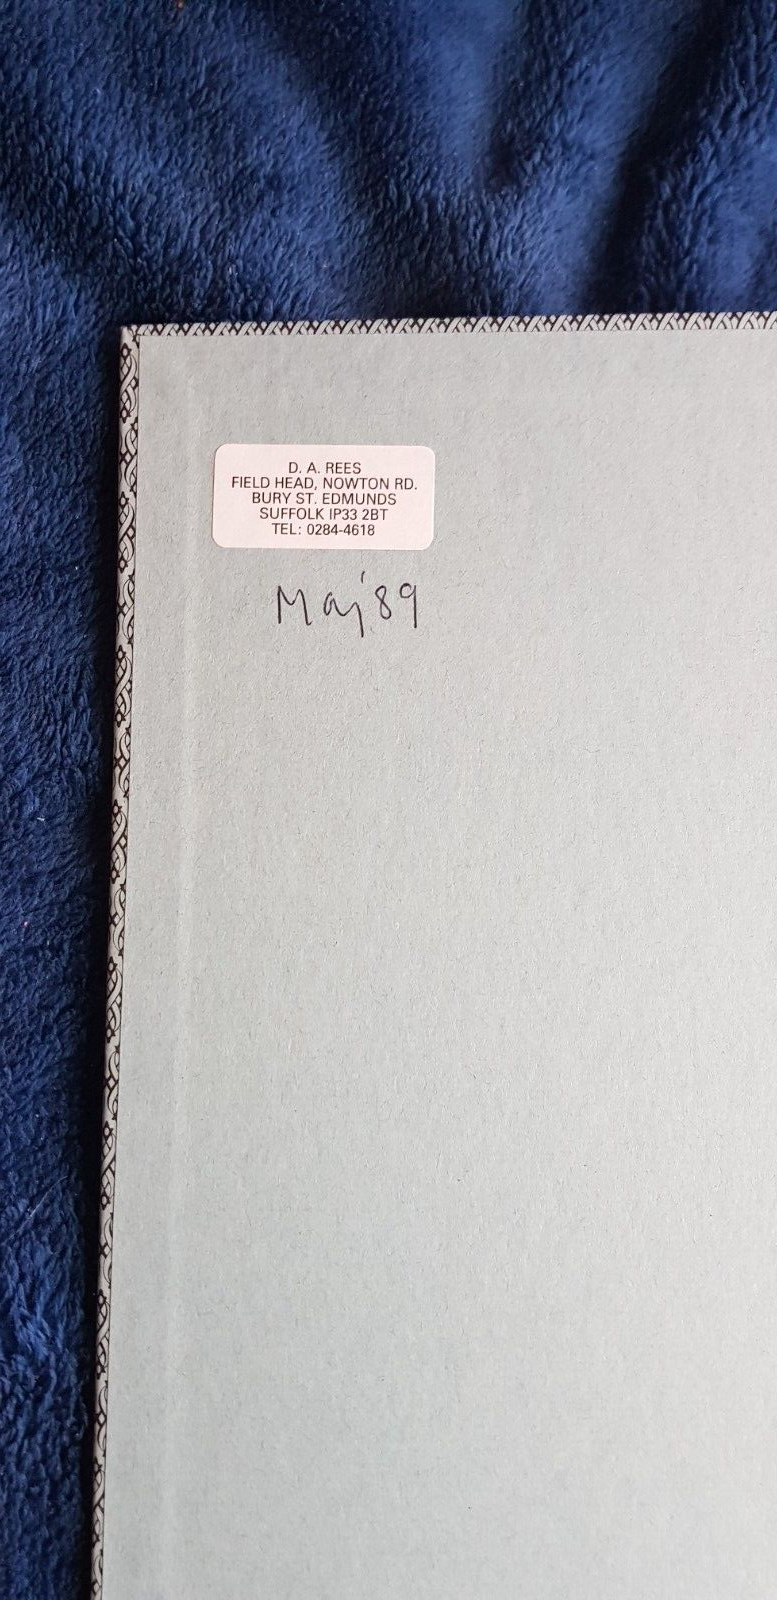 D. A. REES
FIELD HEAD, NOWTON RD.
BURY ST. EDMUNDS
SUFFOLK IP33 2BT
TEL: 0284-4618
May '89